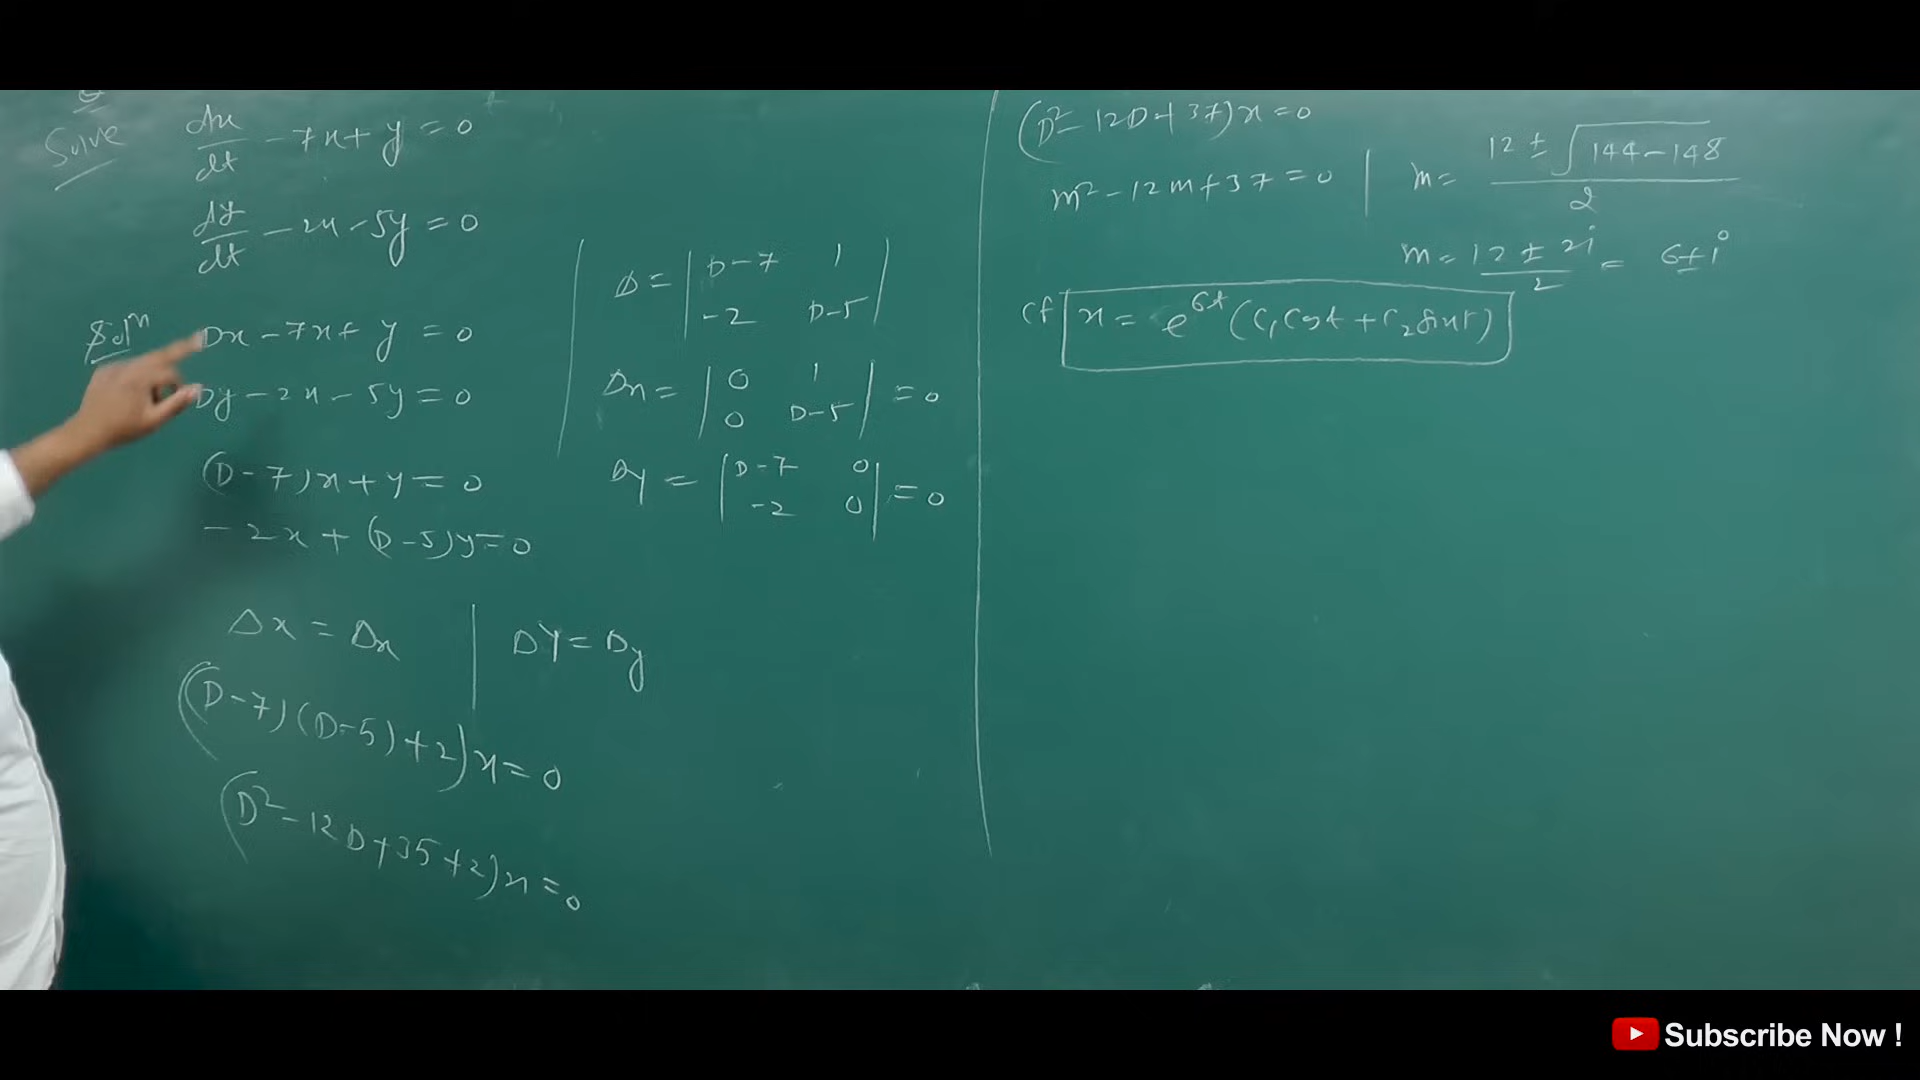 Solve dx/dt - 7x + y = 0
dy/dt - 2x - 5y = 0
Solⁿ Dx - 7x + y = 0
Dy - 2x - 5y = 0
(D-7)x + y = 0
-2x + (D-5)y = 0
Δx = Δx | ΔY = Dy
((D-7)(D-5)+2)x = 0
(D² - 12D + 35 + 2)x = 0
Δ = | D-7 1 |
| -2 D-5 |
Dx = | 0 1 | = 0
| 0 D-5 |
Dy = | D-7 0 | = 0
| -2 0 |
(D² - 12D + 37)x = 0
m² - 12m + 37 = 0 | m = 12 ± √144-148 / 2
m = 12 ± 2i / 2 = 6 ± i
Cf x = e^6t (C₁ Cost + C₂ Sint)
Subscribe Now !